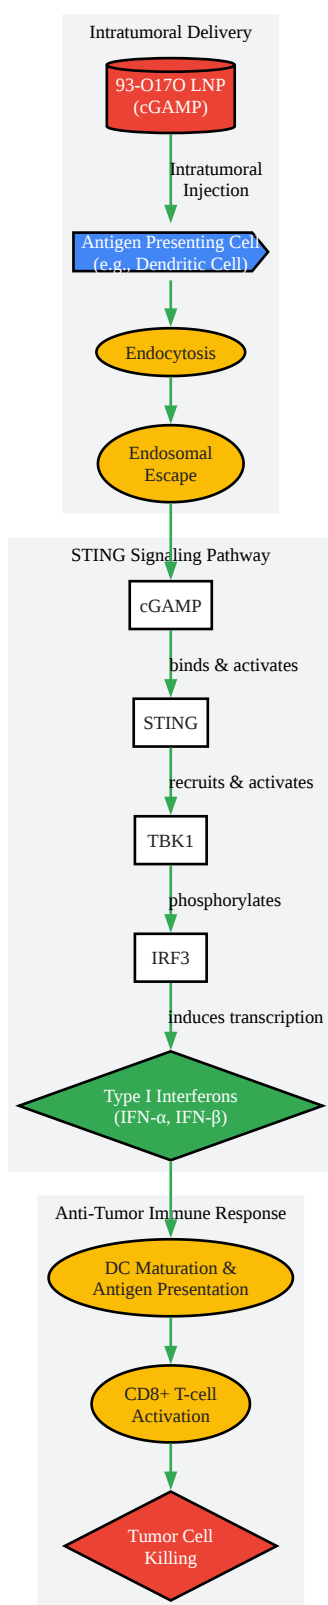 Intratumoral Delivery
93-O17O LNP
(cGAMP)
Intratumoral
Injection
Antigen Presenting Cell
(e.g., Dendritic Cell)
Endocytosis
Endosomal
Escape
STING Signaling Pathway
cGAMP
binds & activates
STING
recruits & activates
TBK1
phosphorylates
IRF3
induces transcription
Type I Interferons
(IFN-α, IFN-β)
Anti-Tumor Immune Response
DC Maturation &
Antigen Presentation
CD8+ T-cell
Activation
Tumor Cell
Killing